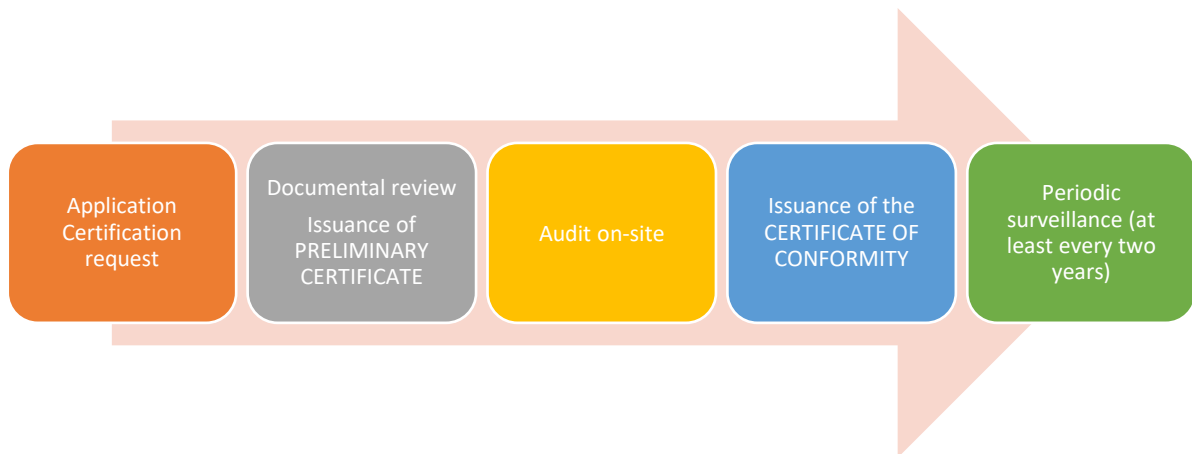 Application
Certification
request
Documental review
Issuance of
PRELIMINARY
CERTIFICATE
Audit on-site
Issuance of the
CERTIFICATE OF
CONFORMITY
Periodic
surveillance (at
least every two
years)